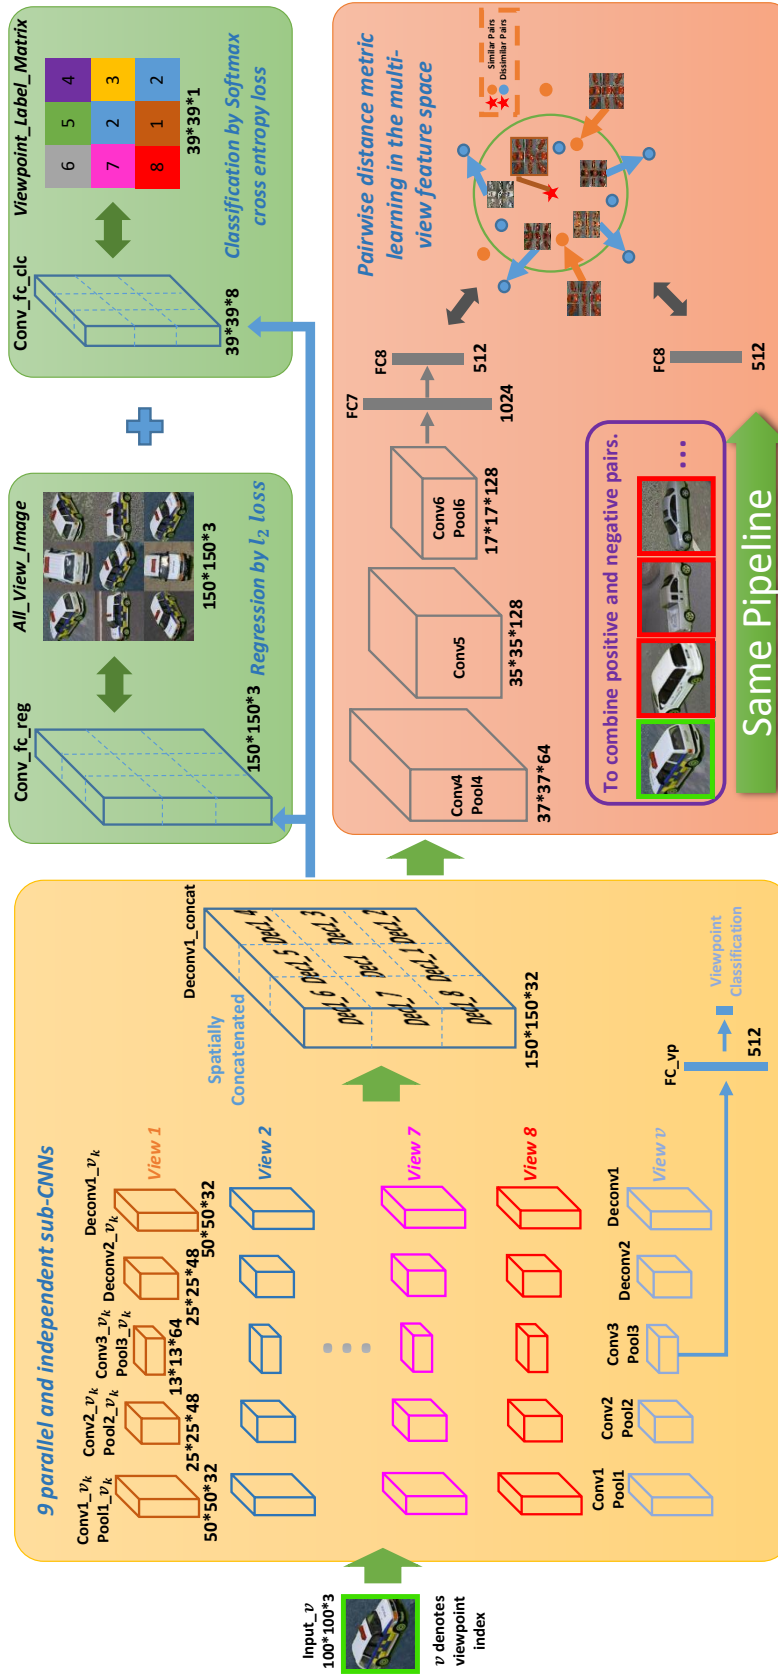 Input_v
100*100*3
v denotes
viewpoint
index
9 parallel and independent sub-CNNs
Conv1_v_k
Pool1_v_k
50*50*32
Conv2_v_k
Pool2_v_k
25*25*48
Conv3_v_k
Pool3_v_k
13*13*64
Deconv2_v_k
25*25*48
Deconv1_v_k
50*50*32
View 1
View 2
View 7
View 8
View v
Conv1
Pool1
Conv2
Pool2
Conv3
Pool3
Deconv2
Deconv1
FC_vp
512
Viewpoint
Classification
Spatially
Concatenated
Deconv1_concat
Dec1_6 Dec1_5 Dec1_4
Dec1_7 Dec1 Dec1_3
Dec1_8 Dec1_1 Dec1_2
150*150*32
Conv_fc_reg
150*150*3
All_View_Image
150*150*3
Regression by l2 loss
Conv_fc_clc
39*39*8
Viewpoint_Label_Matrix
6 5 4
7 2 3
8 1 2
39*39*1
Classification by Softmax
cross entropy loss
Conv4
Pool4
37*37*64
Conv5
35*35*128
Conv6
Pool6
17*17*128
FC7
1024
FC8
512
Pairwise distance metric
learning in the multi-
view feature space
Similar Pairs
Dissimilar Pairs
To combine positive and negative pairs.
...
FC8
512
Same Pipeline